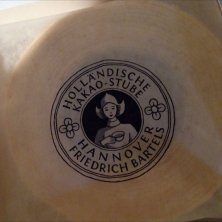 HOLLÄNDISCHE
KAKAO-STUBE
HANNOVER
FRIEDRICH BARTELS